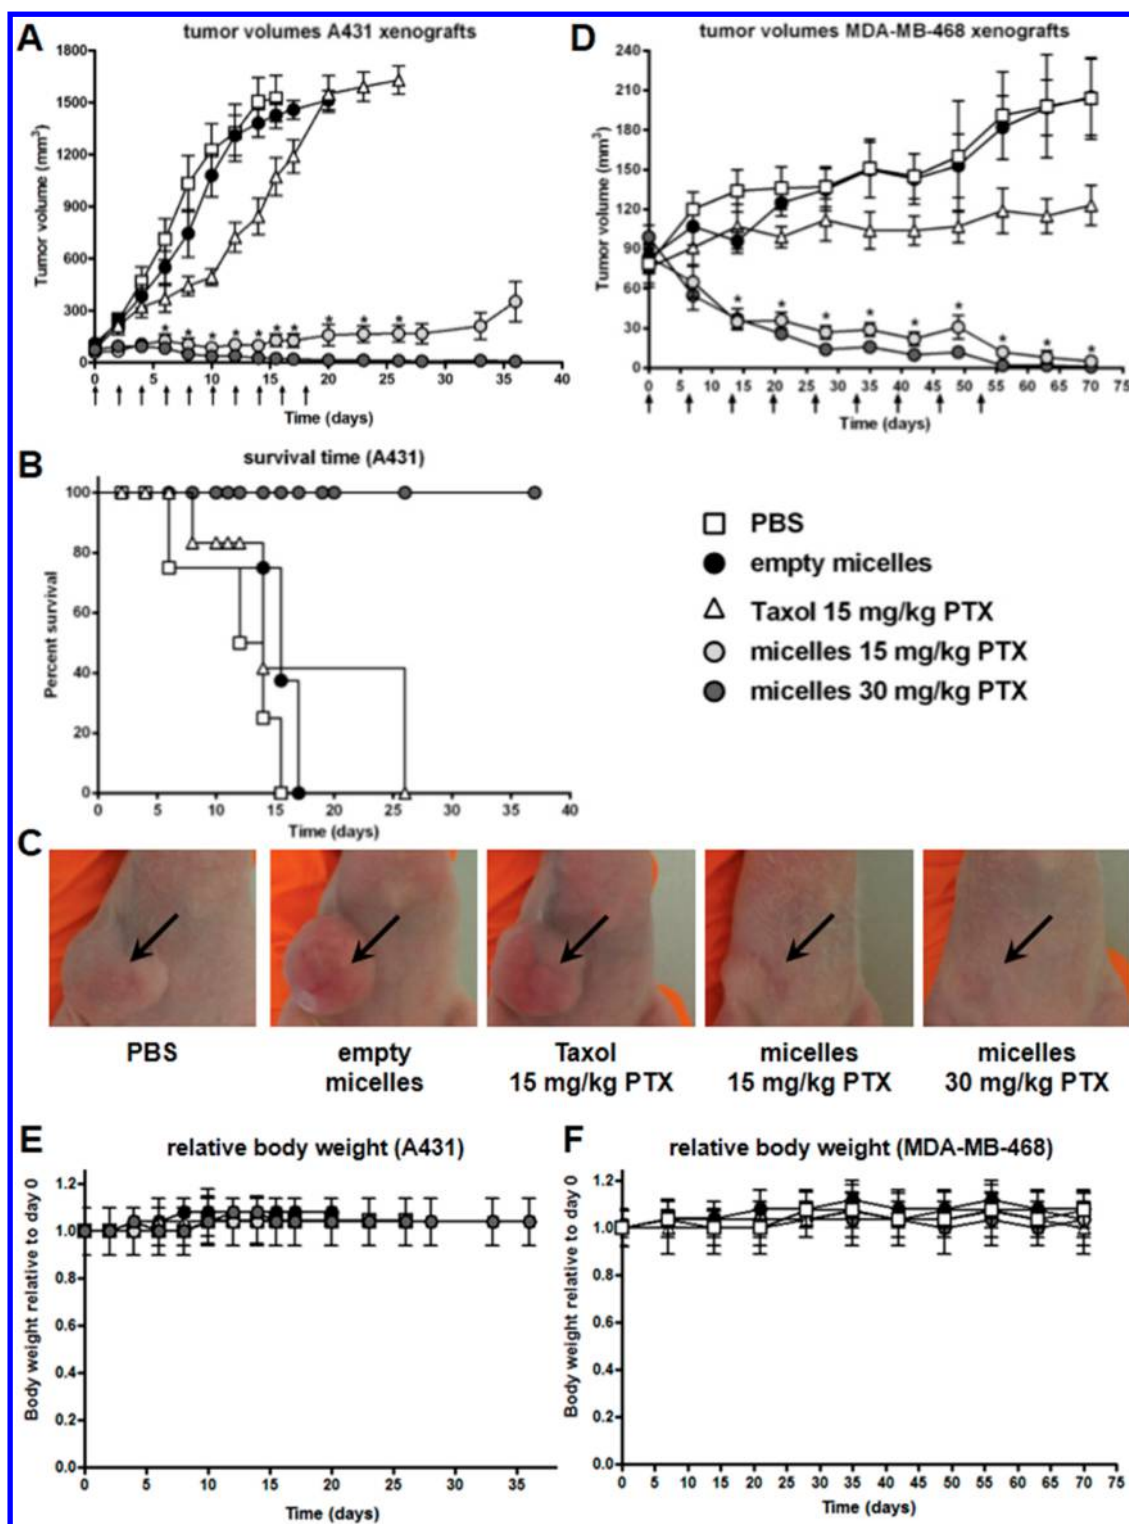 A
tumor volumes A431 xenografts
Tumor volume (mm³)
1800
1500
1200
900
600
300
0
* * * * * * * * * *
0 5 10 15 20 25 30 35 40
Time (days)
D
tumor volumes MDA-MB-468 xenografts
Tumor volume (mm³)
240
210
180
150
120
90
60
30
0
* * * * * * * * *
0 5 10 15 20 25 30 35 40 45 50 55 60 65 70 75
Time (days)
B
survival time (A431)
Percent survival
100
80
60
40
20
0
0 5 10 15 20 25 30 35 40
Time (days)
PBS
empty micelles
Taxol 15 mg/kg PTX
micelles 15 mg/kg PTX
micelles 30 mg/kg PTX
C
PBS
empty
micelles
Taxol
15 mg/kg PTX
micelles
15 mg/kg PTX
micelles
30 mg/kg PTX
E
relative body weight (A431)
Body weight relative to day 0
1.2
1.0
0.8
0.6
0.4
0.2
0.0
0 5 10 15 20 25 30 35
Time (days)
F
relative body weight (MDA-MB-468)
Body weight relative to day 0
1.2
1.0
0.8
0.6
0.4
0.2
0.0
0 5 10 15 20 25 30 35 40 45 50 55 60 65 70 75
Time (days)